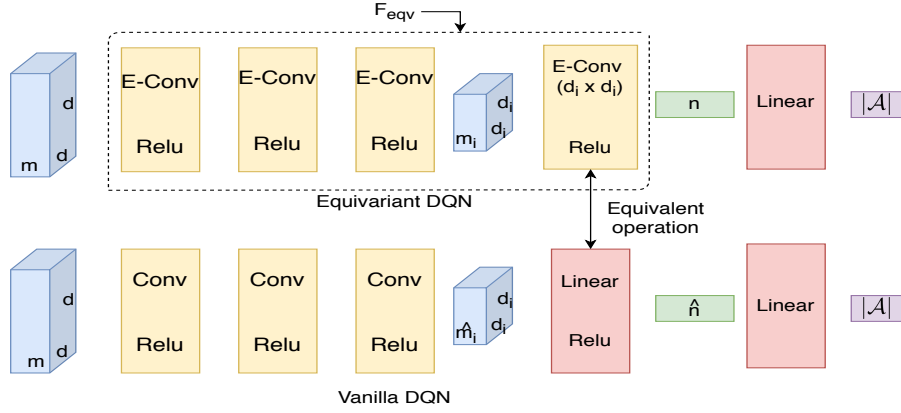 F_eqv
d
m d
E-Conv
Relu
E-Conv
Relu
E-Conv
Relu
d_i
m_i d_i
E-Conv
(d_i x d_i)
Relu
n
Linear
|𝒜|
Equivariant DQN
Equivalent
operation
d
m d
Conv
Relu
Conv
Relu
Conv
Relu
d_i
m̂_i d_i
Linear
Relu
n̂
Linear
|𝒜|
Vanilla DQN